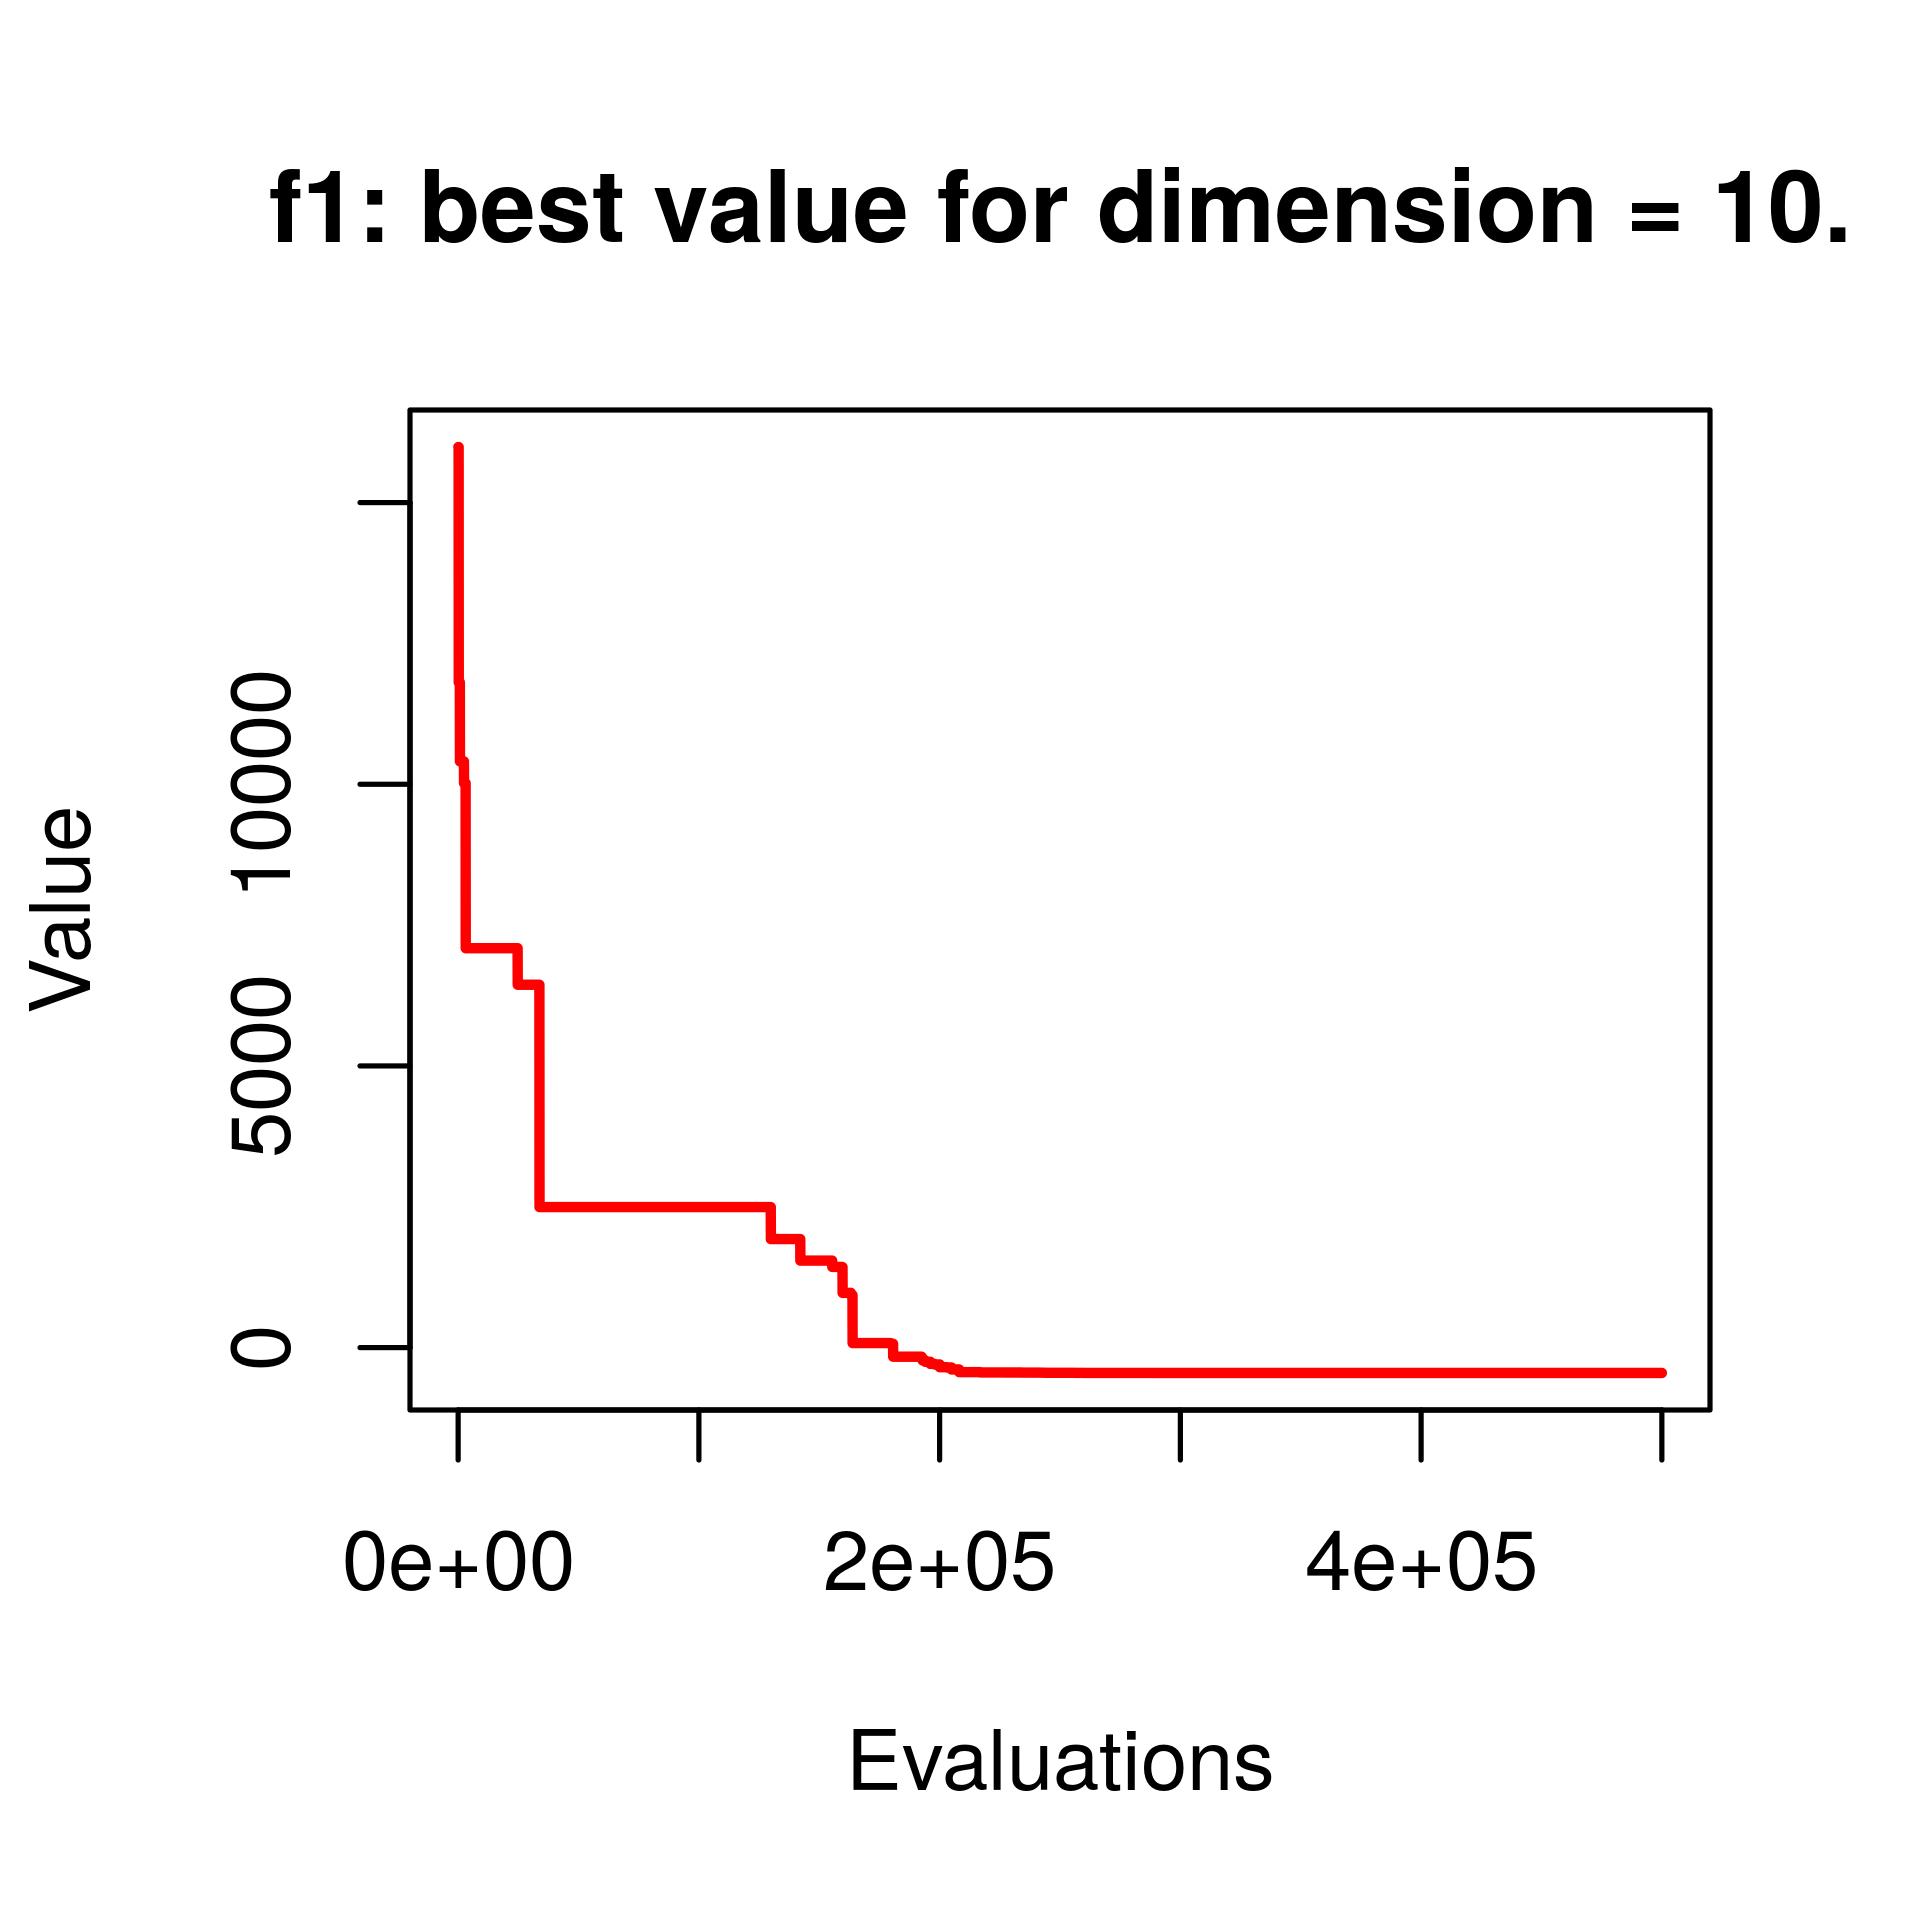 f1: best value for dimension = 10.
Value
10000
5000
0
0e+00 2e+05 4e+05
Evaluations